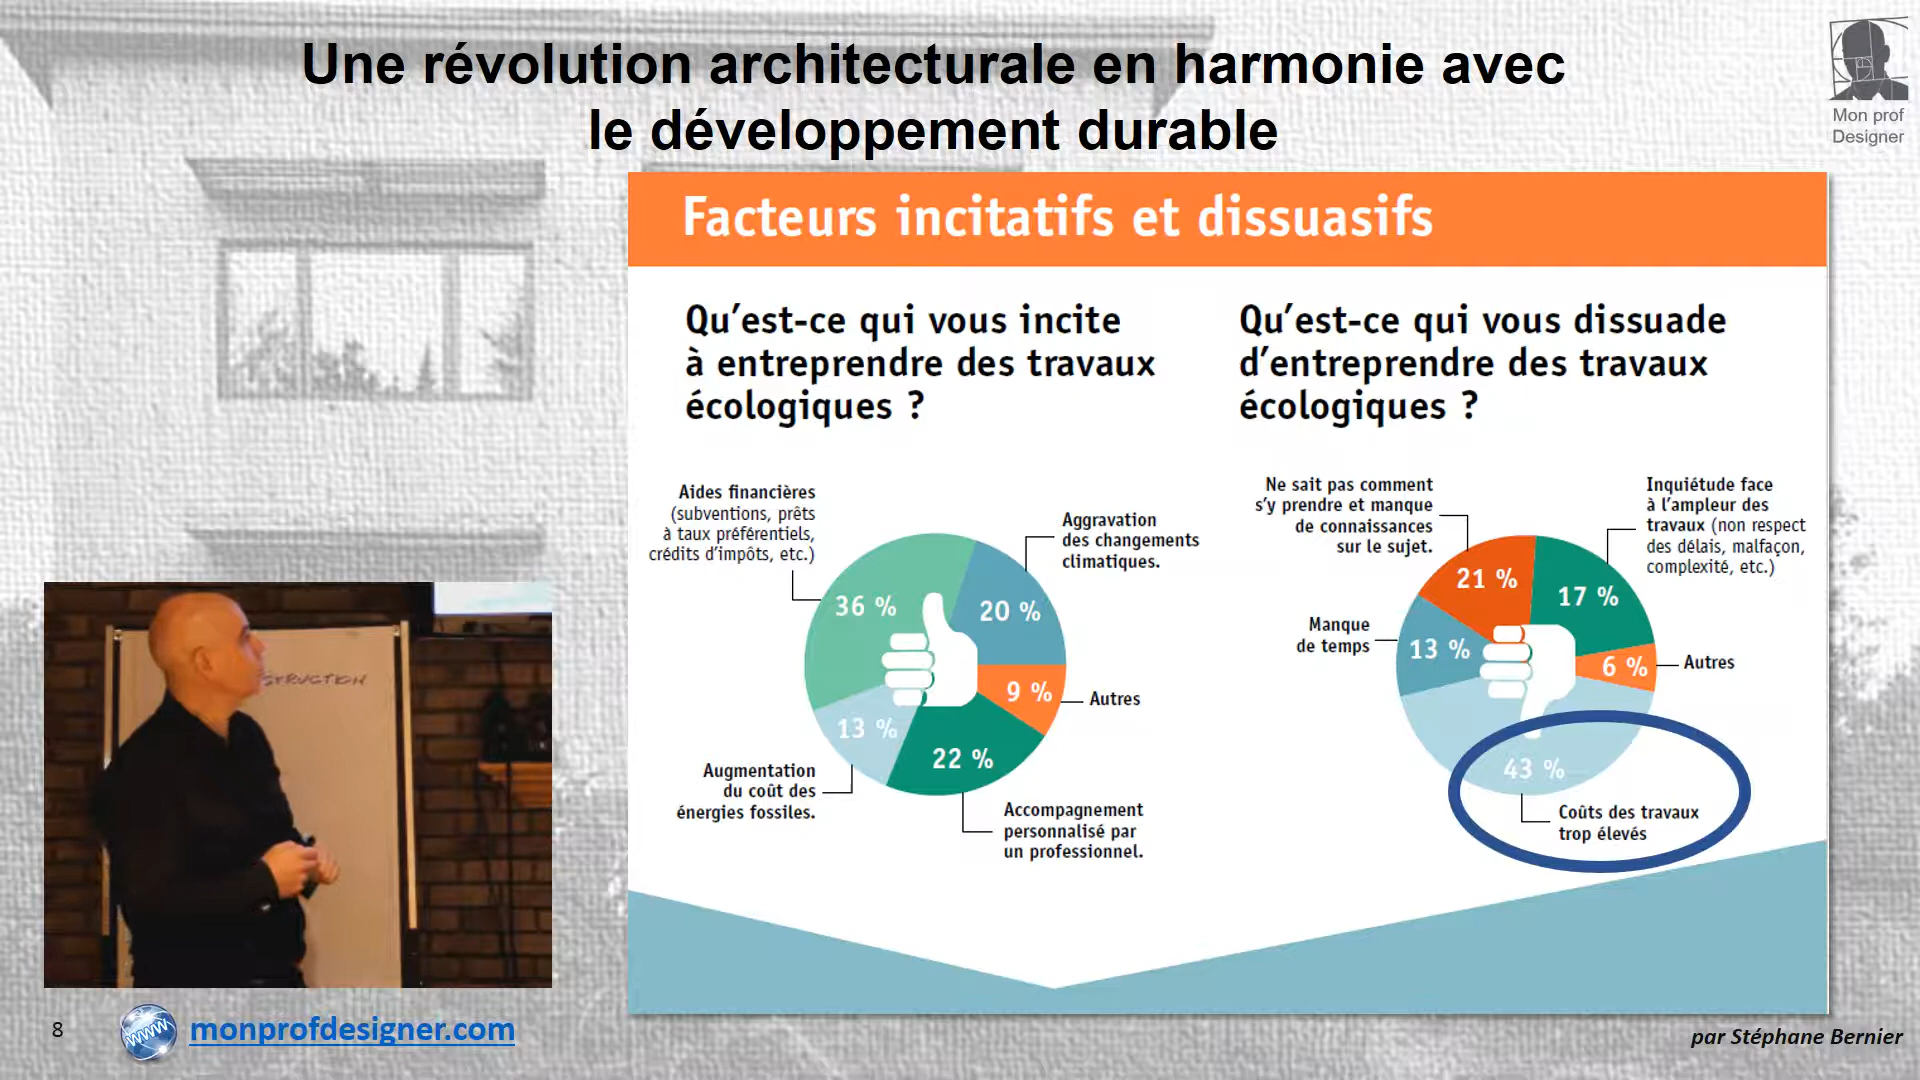 Une révolution architecturale en harmonie avec
le développement durable
Mon prof
Designer
Facteurs incitatifs et dissuasifs
Qu’est-ce qui vous incite
à entreprendre des travaux
écologiques ?
Aides financières
(subventions, prêts
à taux préférentiels,
crédits d’impôts, etc.)
Aggravation
des changements
climatiques.
36 %
20 %
9 %
Autres
13 %
22 %
Augmentation
du coût des
énergies fossiles.
Accompagnement
personnalisé par
un professionnel.
Qu’est-ce qui vous dissuade
d’entreprendre des travaux
écologiques ?
Ne sait pas comment
s’y prendre et manque
de connaissances
sur le sujet.
Inquiétude face
à l’ampleur des
travaux (non respect
des délais, malfaçon,
complexité, etc.)
21 %
17 %
Manque
de temps
13 %
6 %
Autres
43 %
Coûts des travaux
trop élevés
STRUCTION
8
www
monprofdesigner.com
par Stéphane Bernier